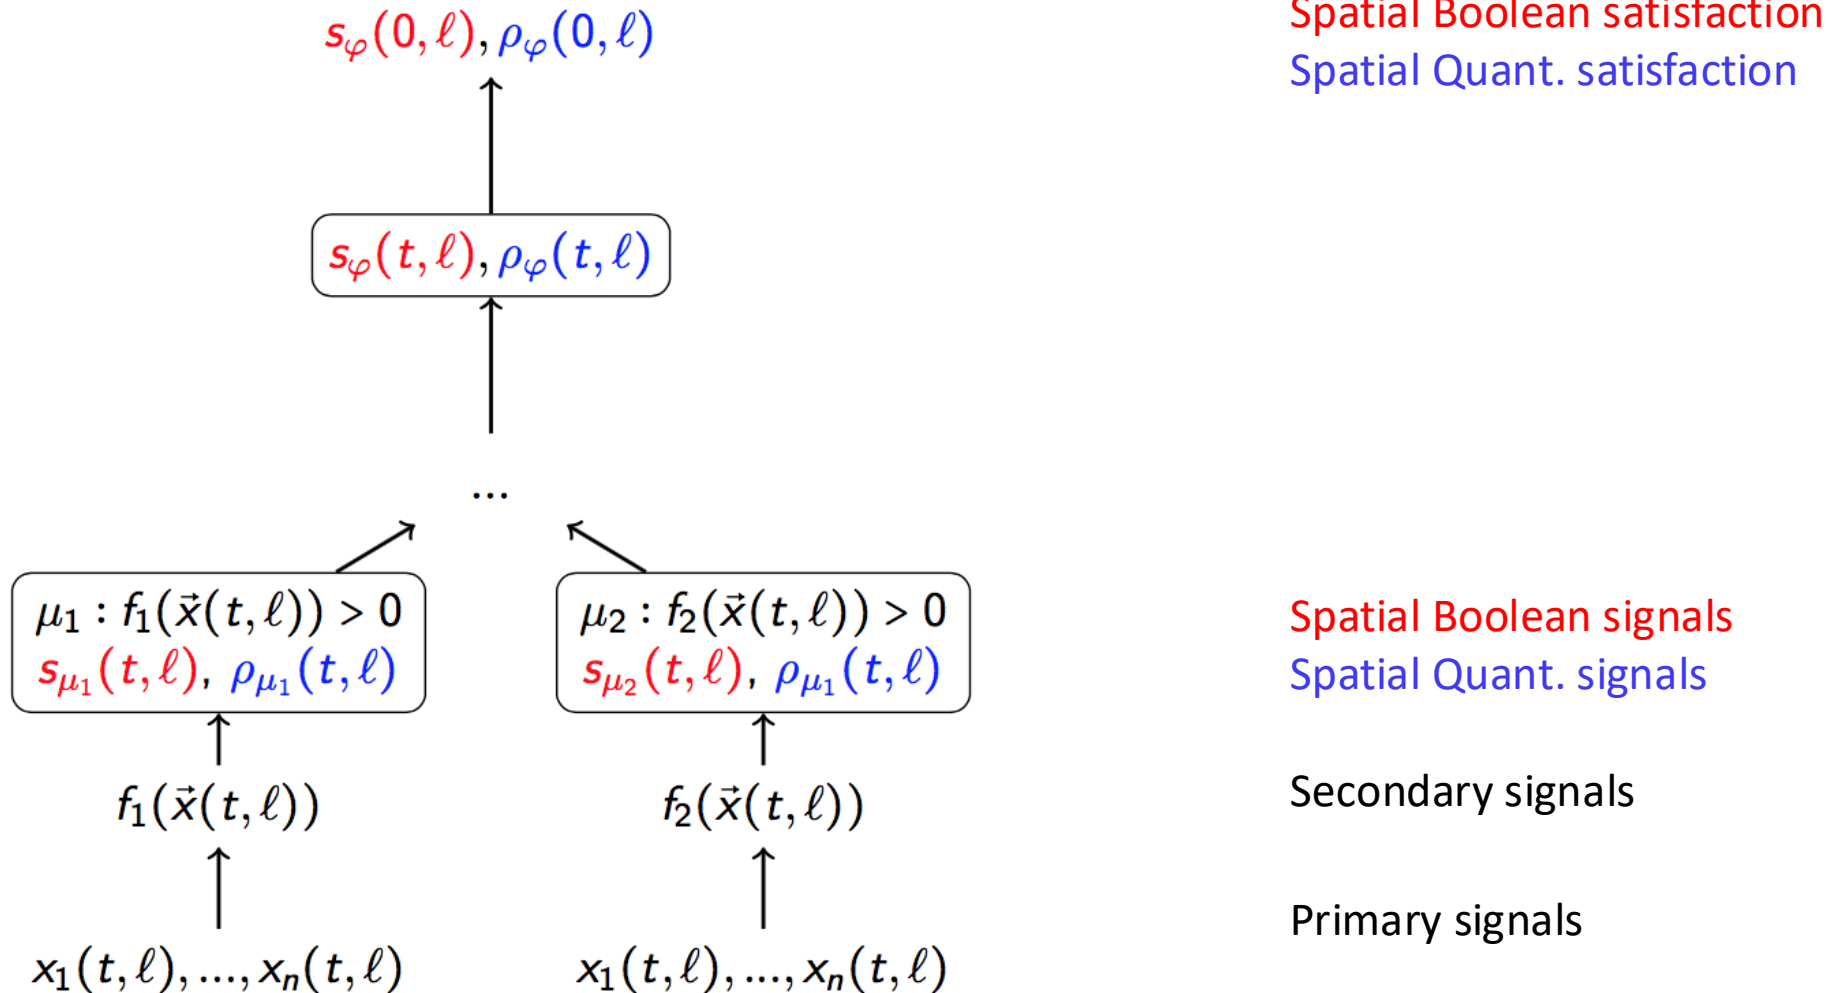 Spatial Boolean satisfaction
s_φ(0, ℓ), ρ_φ(0, ℓ)
Spatial Quant. satisfaction
s_φ(t, ℓ), ρ_φ(t, ℓ)
...
μ₁ : f₁(x⃗(t, ℓ)) > 0
s_μ₁(t, ℓ), ρ_μ₁(t, ℓ)
μ₂ : f₂(x⃗(t, ℓ)) > 0
s_μ₂(t, ℓ), ρ_μ₁(t, ℓ)
Spatial Boolean signals
Spatial Quant. signals
f₁(x⃗(t, ℓ))
f₂(x⃗(t, ℓ))
Secondary signals
x₁(t, ℓ), ..., xₙ(t, ℓ)
x₁(t, ℓ), ..., xₙ(t, ℓ)
Primary signals